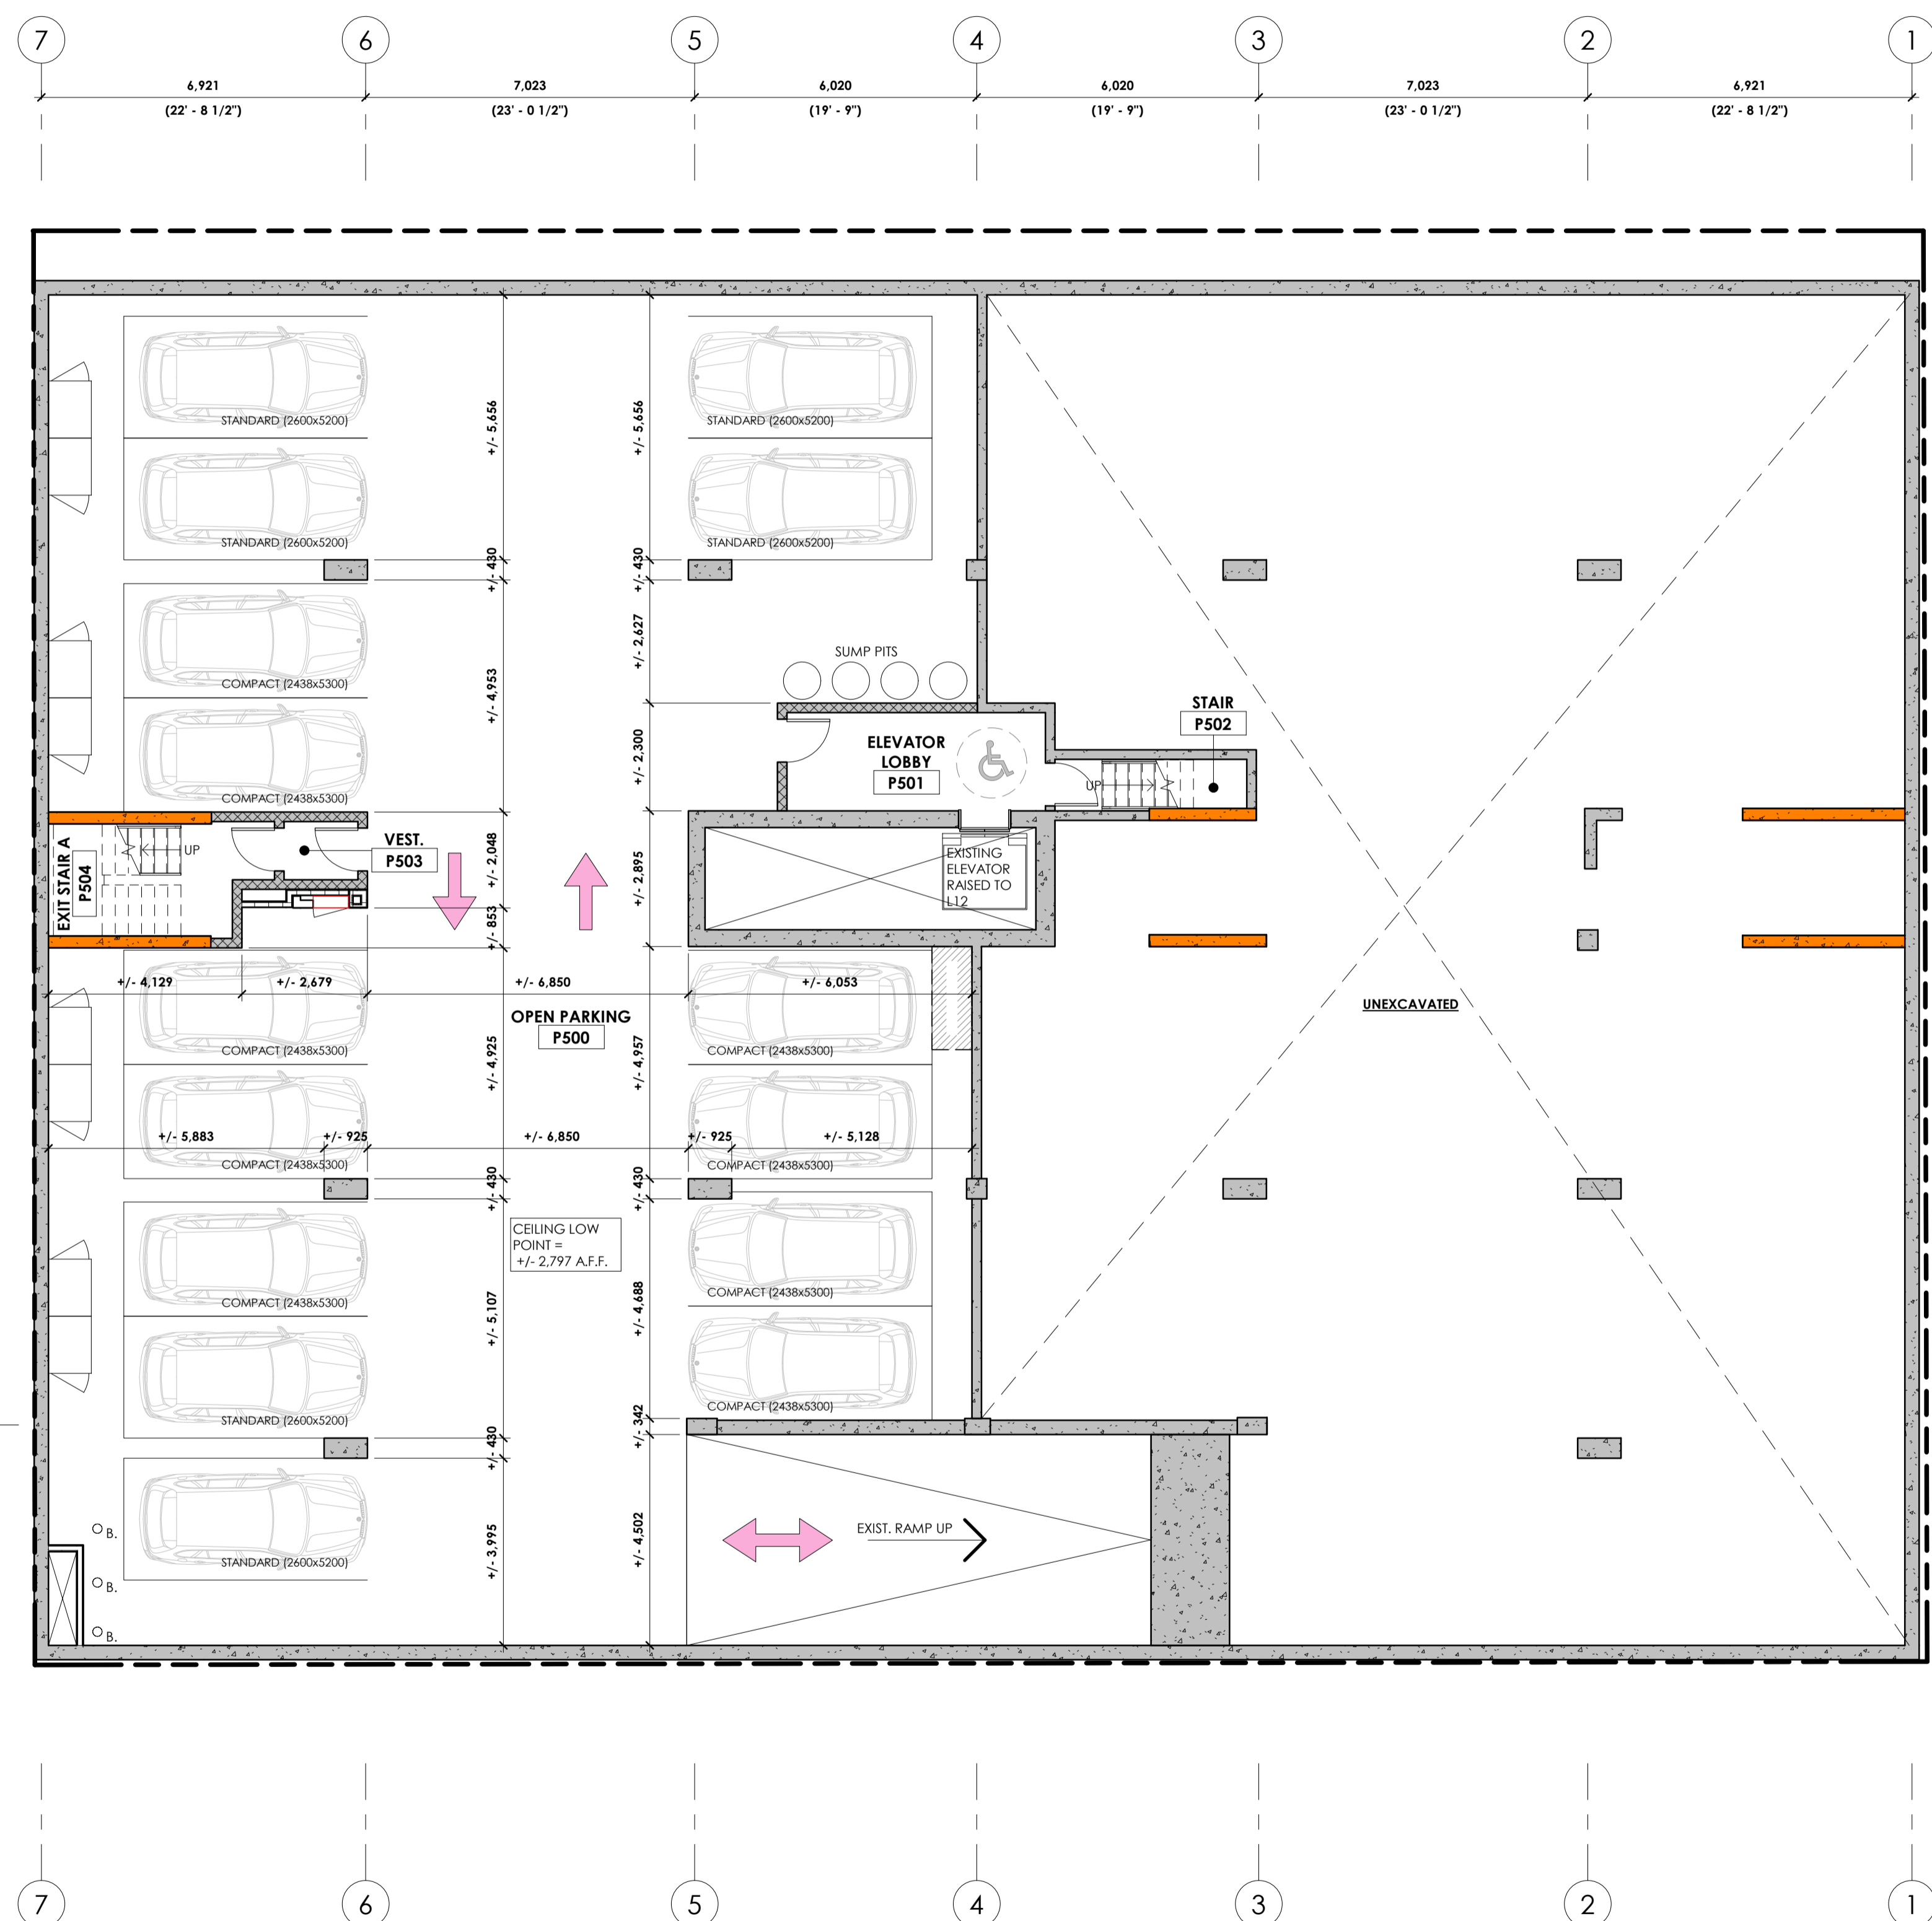 7 6 5 4 3 2 1
6,921 7,023 6,020 6,020 7,023 6,921
(22' - 8 1/2") (23' - 0 1/2") (19' - 9") (19' - 9") (23' - 0 1/2") (22' - 8 1/2")
STANDARD (2600x5200)
STANDARD (2600x5200)
+/- 5,656
+/- 5,656
STANDARD (2600x5200)
STANDARD (2600x5200)
+/- 430
+/- 430
+/- 2,627
SUMP PITS
COMPACT (2438x5300)
+/- 4,953
COMPACT (2438x5300)
+/- 2,300
ELEVATOR
LOBBY
P501
STAIR
P502
UP
EXIT STAIR A
P504
UP
VEST.
P503
+/- 2,048
+/- 853
+/- 2,895
EXISTING
ELEVATOR
RAISED TO
L12
+/- 4,129
+/- 2,679
+/- 6,850
+/- 6,053
UNEXCAVATED
OPEN PARKING
P500
COMPACT (2438x5300)
COMPACT (2438x5300)
+/- 4,925
+/- 4,957
+/- 5,883
+/- 925
+/- 6,850
+/- 925
+/- 5,128
COMPACT (2438x5300)
COMPACT (2438x5300)
+/- 430
+/- 430
CEILING LOW
POINT =
+/- 2,797 A.F.F.
COMPACT (2438x5300)
COMPACT (2438x5300)
+/- 5,107
+/- 4,688
STANDARD (2600x5200)
COMPACT (2438x5300)
+/- 430
+/- 342
B.
B.
B.
STANDARD (2600x5200)
+/- 3,995
+/- 4,502
EXIST. RAMP UP
7 6 5 4 3 2 1